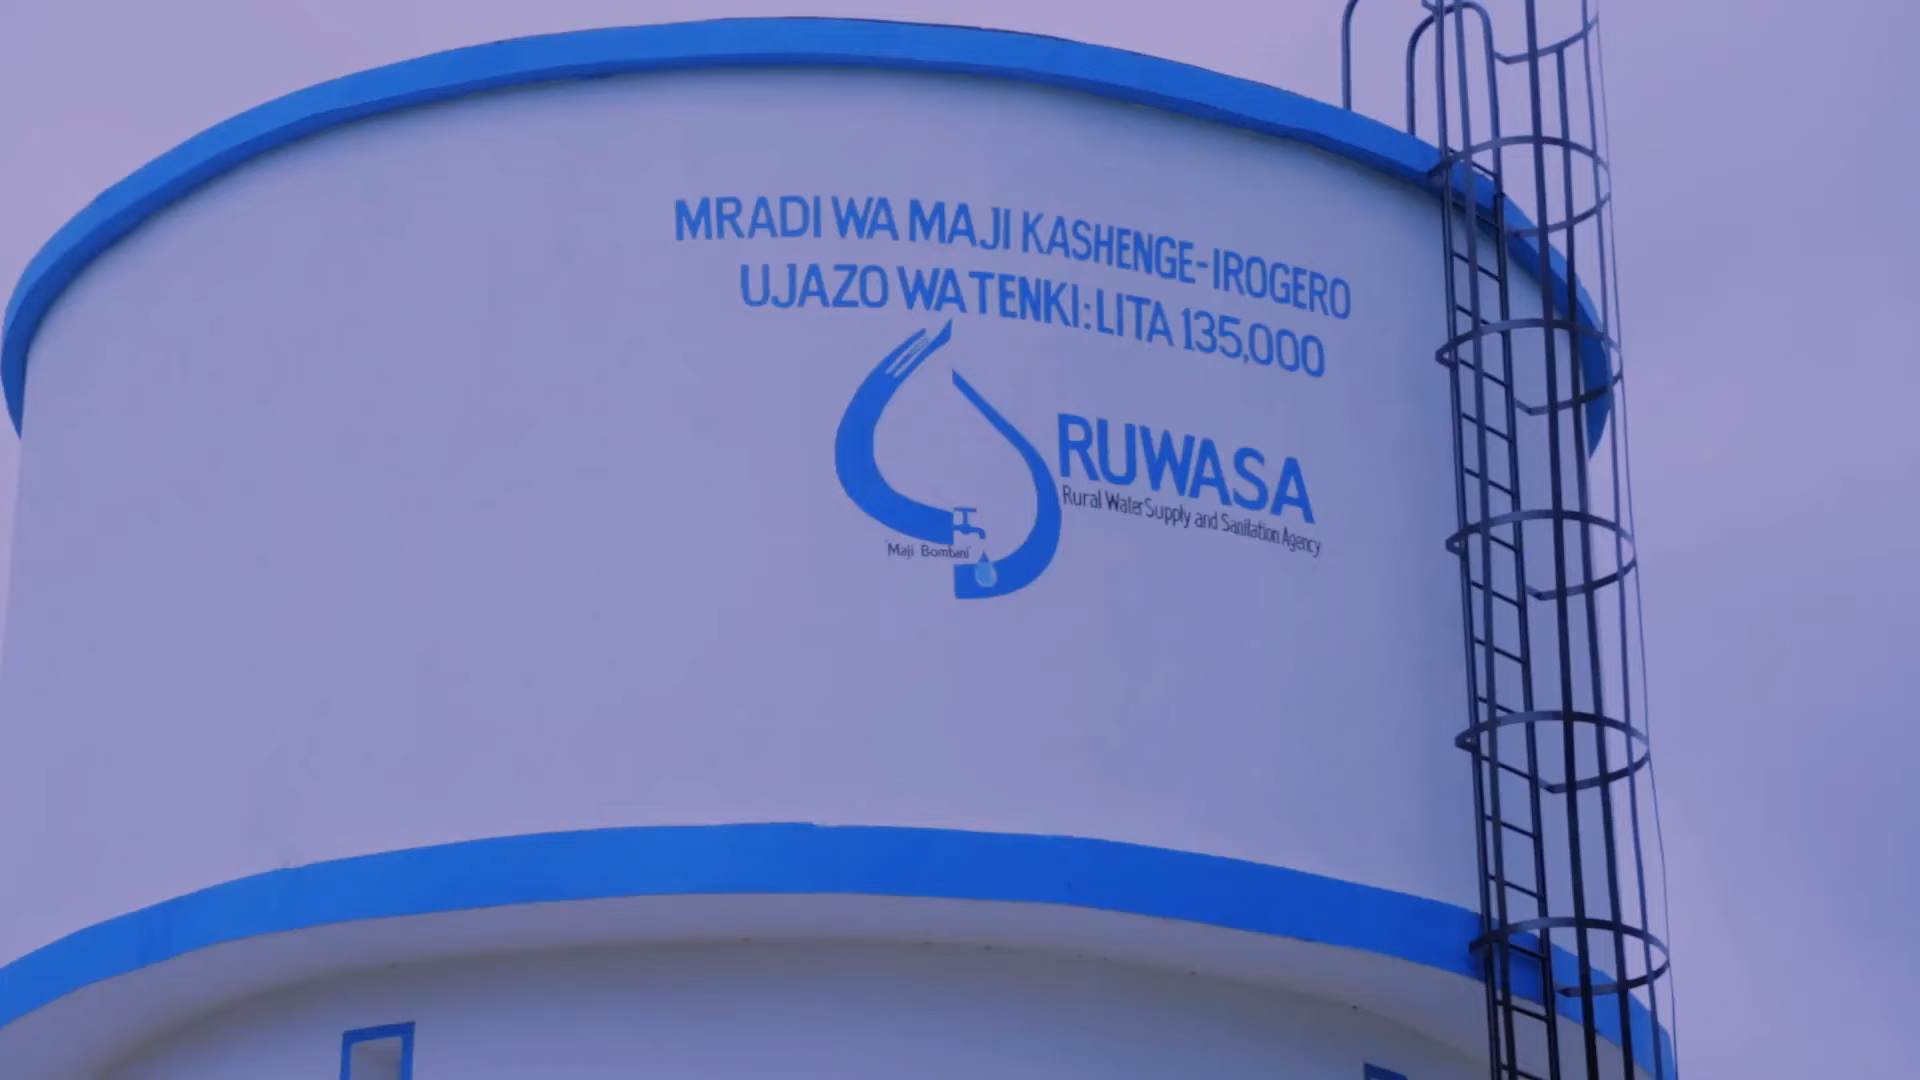 MRADI WA MAJI KASHENGE-IROGERO
UJAZO WA TENKI:LITA 135,000
RUWASA
Rural Water Supply and Sanitation Agency
'Maji Bombani'